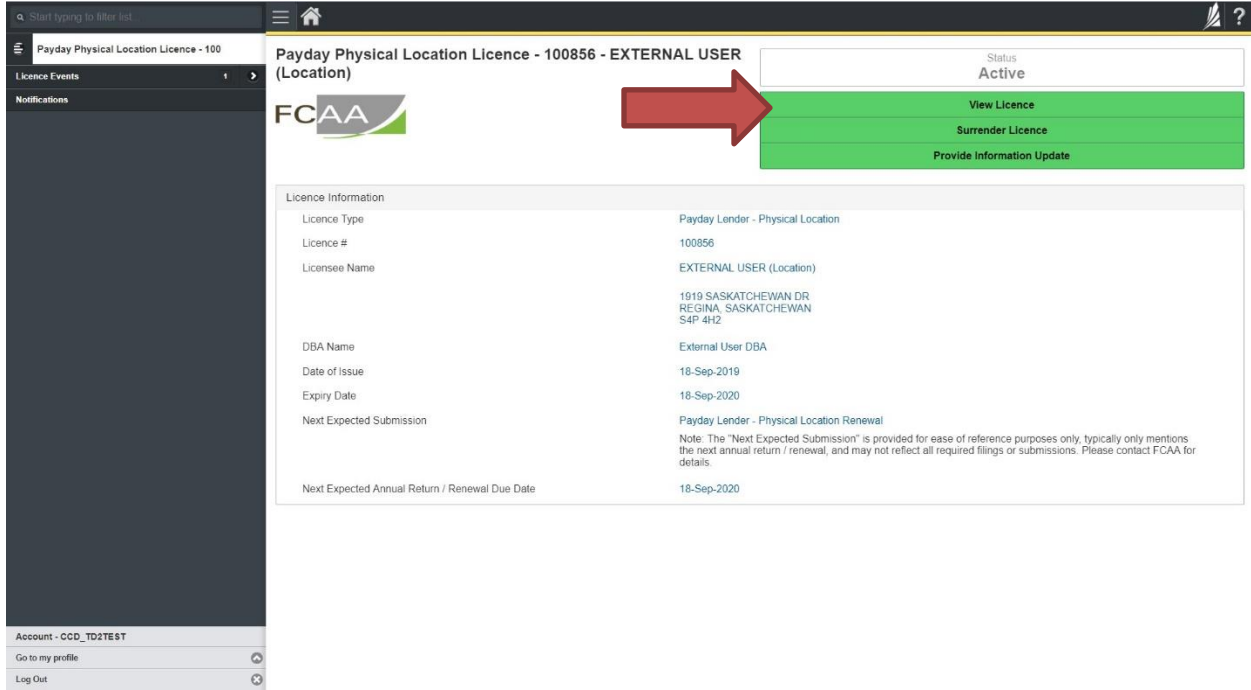 Start typing to filter list...
?
Payday Physical Location Licence - 100
Licence Events 1
Notifications
Payday Physical Location Licence - 100856 - EXTERNAL USER
(Location)
FCAA
Status
Active
View Licence
Surrender Licence
Provide Information Update
Licence Information
Licence Type Payday Lender - Physical Location
Licence # 100856
Licensee Name EXTERNAL USER (Location)
1919 SASKATCHEWAN DR
REGINA, SASKATCHEWAN
S4P 4H2
DBA Name External User DBA
Date of Issue 18-Sep-2019
Expiry Date 18-Sep-2020
Next Expected Submission Payday Lender - Physical Location Renewal
Note: The "Next Expected Submission" is provided for ease of reference purposes only, typically only mentions
the next annual return / renewal, and may not reflect all required filings or submissions. Please contact FCAA for
details.
Next Expected Annual Return / Renewal Due Date 18-Sep-2020
Account - CCD_TD2TEST
Go to my profile
Log Out